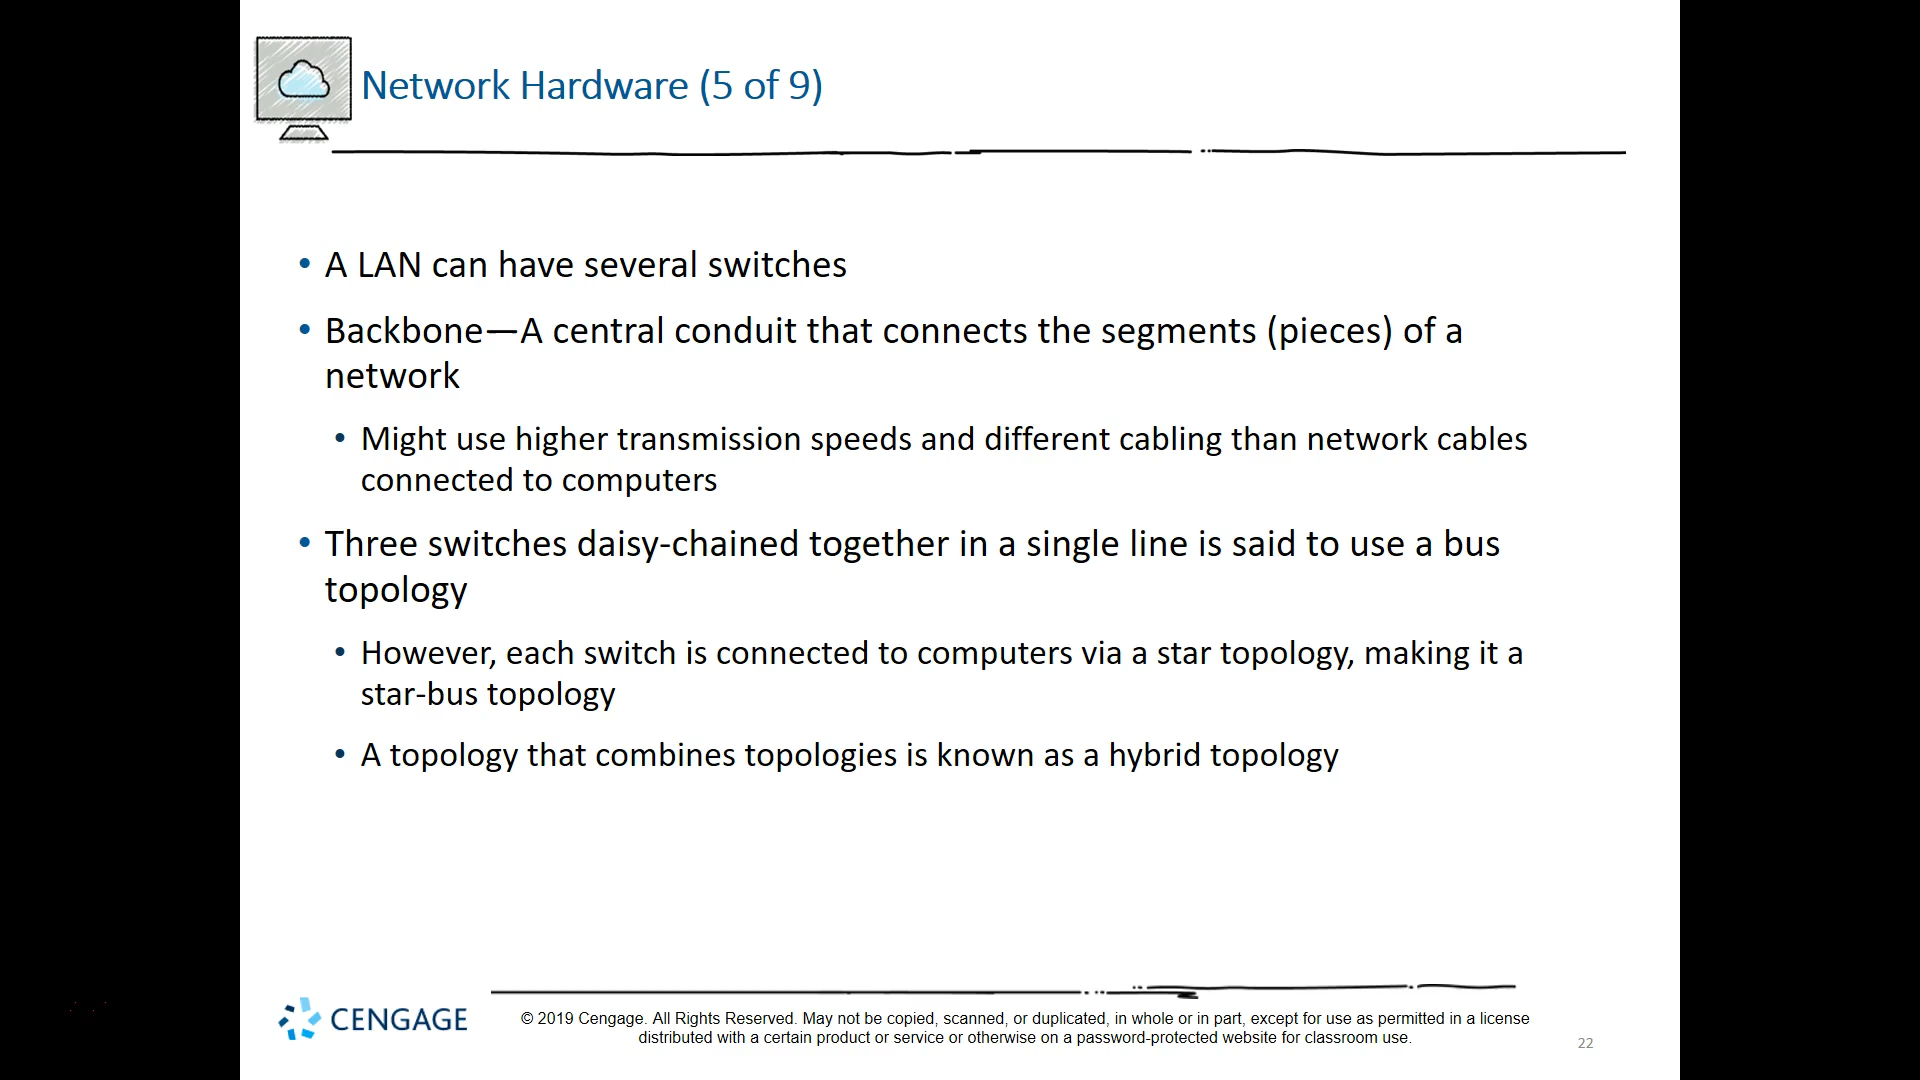 Network Hardware (5 of 9)
• A LAN can have several switches
• Backbone—A central conduit that connects the segments (pieces) of a
network
• Might use higher transmission speeds and different cabling than network cables
connected to computers
• Three switches daisy-chained together in a single line is said to use a bus
topology
• However, each switch is connected to computers via a star topology, making it a
star-bus topology
• A topology that combines topologies is known as a hybrid topology
CENGAGE
© 2019 Cengage. All Rights Reserved. May not be copied, scanned, or duplicated, in whole or in part, except for use as permitted in a license
distributed with a certain product or service or otherwise on a password-protected website for classroom use.
22